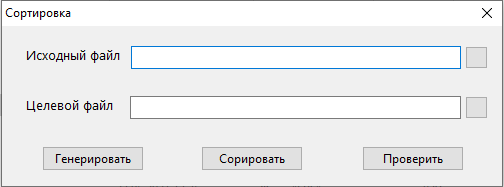 Сортировка
Исходный файл
Целевой файл
Генерировать Сорировать Проверить